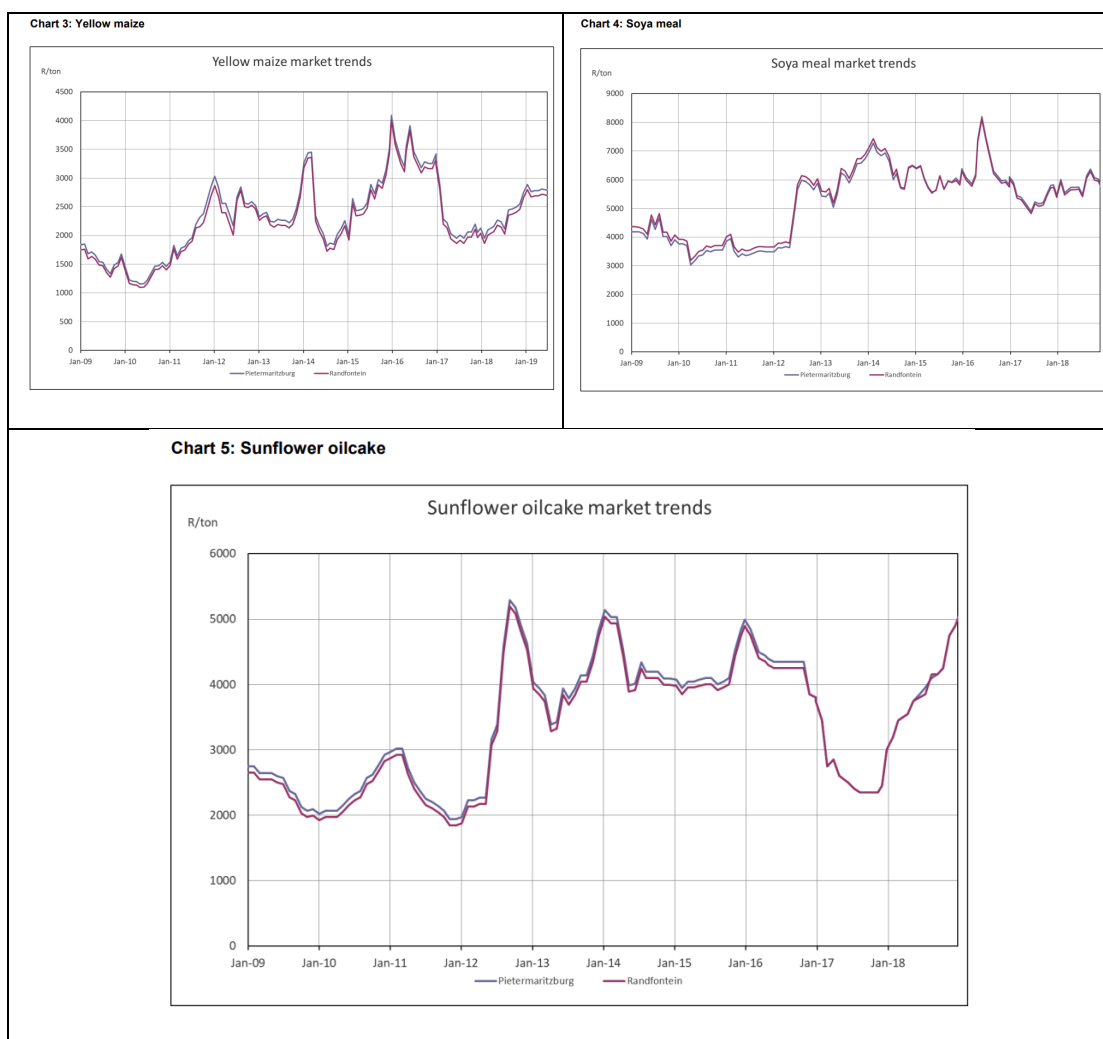 Chart 3: Yellow maize
Yellow maize market trends
R/ton
4500
4000
3500
3000
2500
2000
1500
1000
500
0
Jan-09 Jan-10 Jan-11 Jan-12 Jan-13 Jan-14 Jan-15 Jan-16 Jan-17 Jan-18 Jan-19
Pietermaritzburg Randfontein
Chart 4: Soya meal
Soya meal market trends
R/ton
9000
8000
7000
6000
5000
4000
3000
2000
1000
0
Jan-09 Jan-10 Jan-11 Jan-12 Jan-13 Jan-14 Jan-15 Jan-16 Jan-17 Jan-18
Pietermaritzburg Randfontein
Chart 5: Sunflower oilcake
Sunflower oilcake market trends
R/ton
6000
5000
4000
3000
2000
1000
0
Jan-09 Jan-10 Jan-11 Jan-12 Jan-13 Jan-14 Jan-15 Jan-16 Jan-17 Jan-18
Pietermaritzburg Randfontein